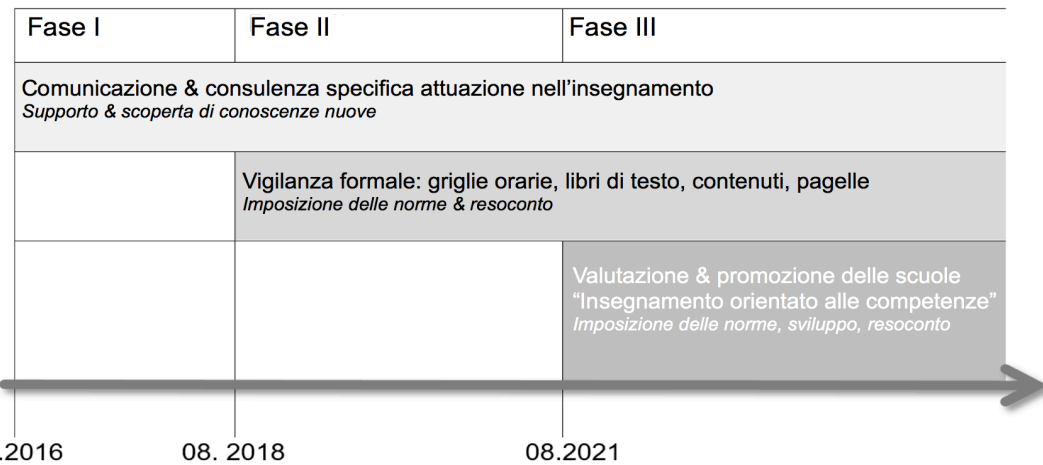 Fase I
Fase II
Fase III
Comunicazione & consulenza specifica attuazione nell'insegnamento
Supporto & scoperta di conoscenze nuove
Vigilanza formale: griglie orarie, libri di testo, contenuti, pagelle
Imposizione delle norme & resoconto
Valutazione & promozione delle scuole
“Insegnamento orientato alle competenze”
Imposizione delle norme, sviluppo, resoconto
.2016
08. 2018
08.2021